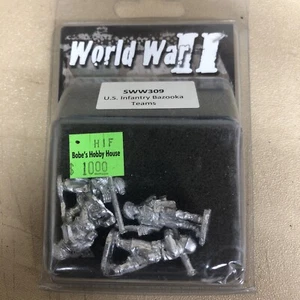 World War II
SWW309
U.S. Infantry Bazooka
Teams
HIF
Bobe's Hobby House
$ 10.00